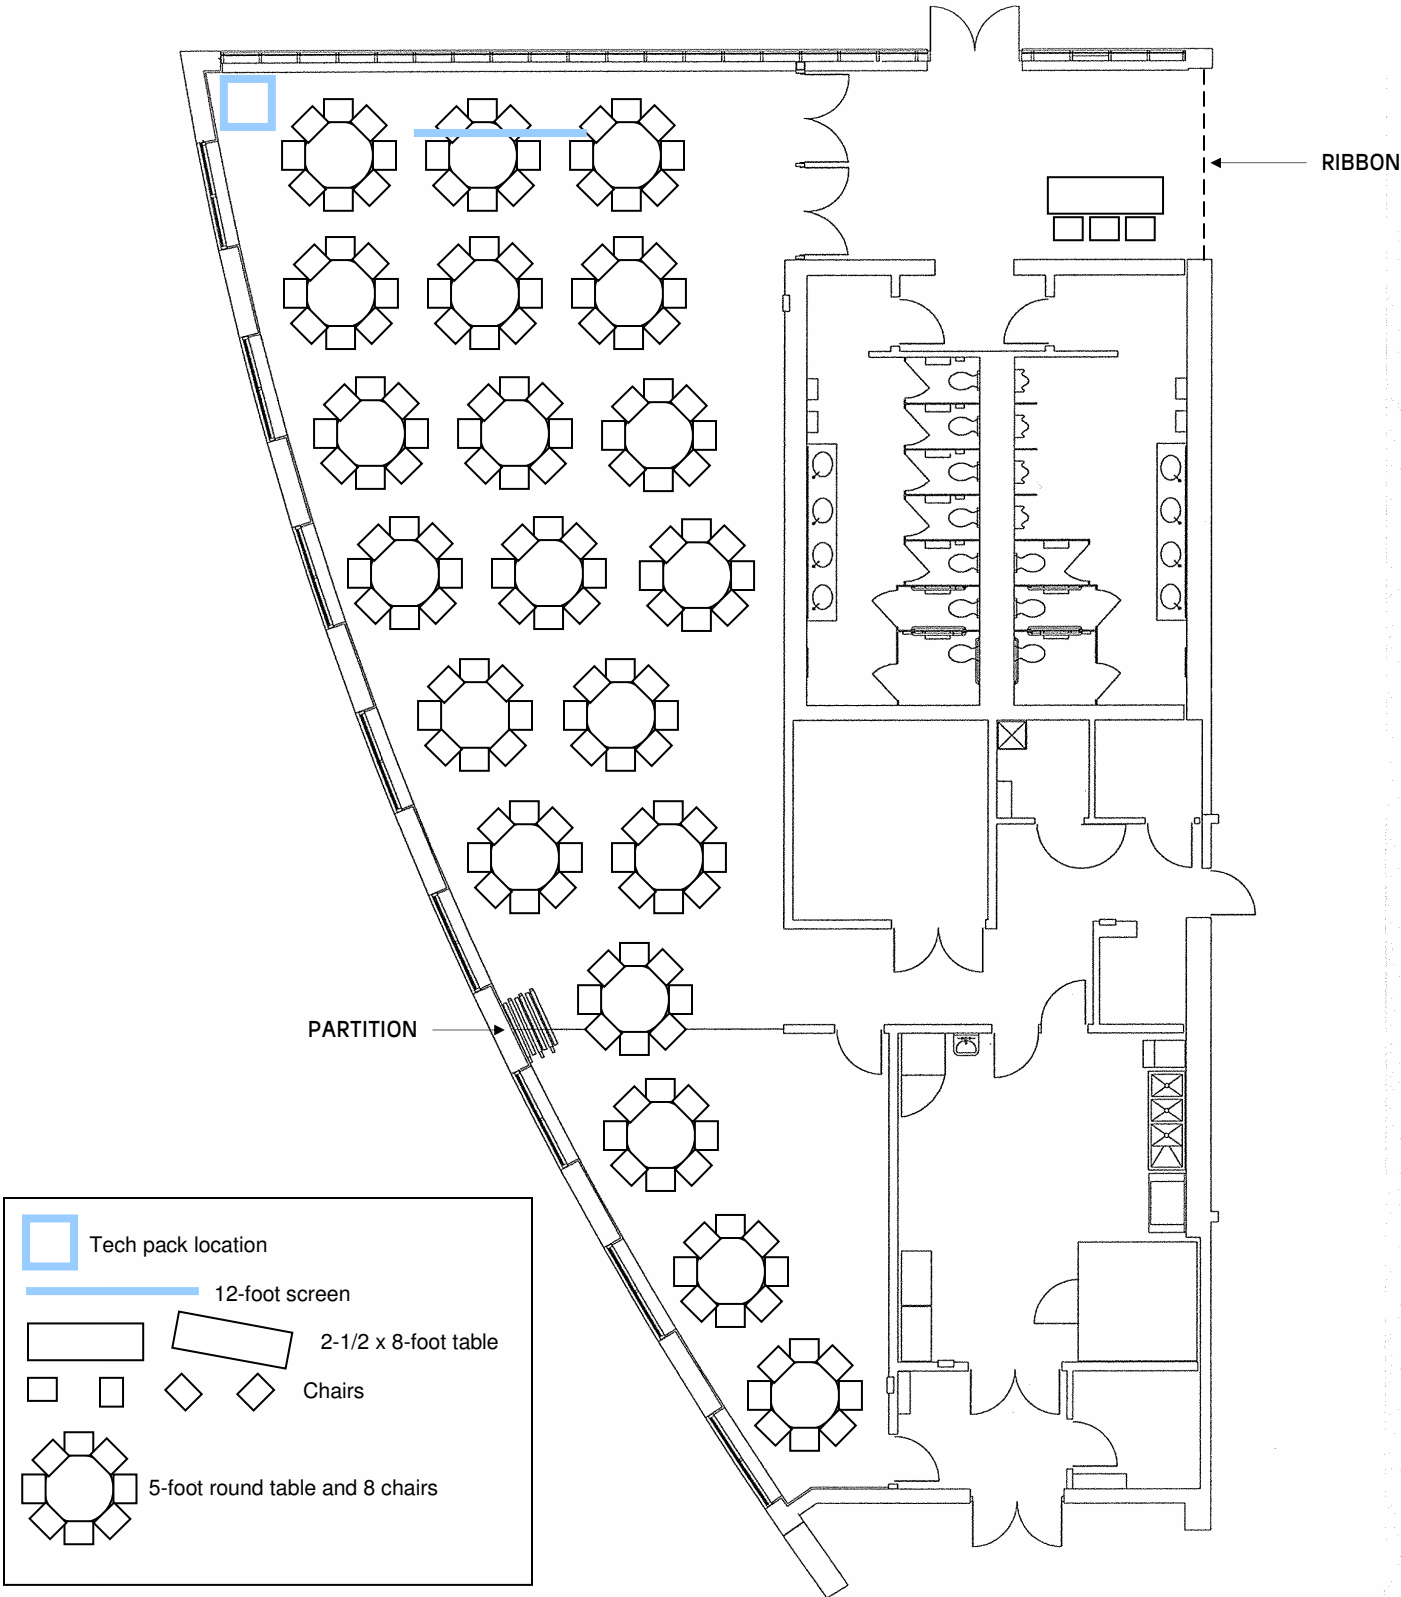 RIBBON
PARTITION
Tech pack location
12-foot screen
2-1/2 x 8-foot table
Chairs
5-foot round table and 8 chairs